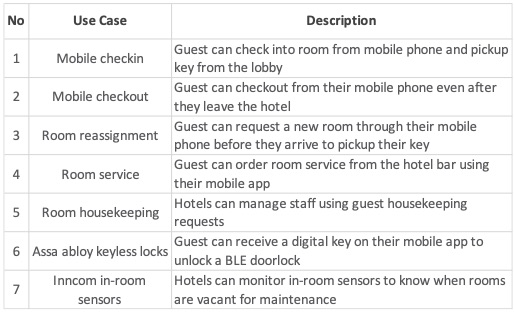 No Use Case Description
1 Mobile checkin Guest can check into room from mobile phone and pickup
key from the lobby
2 Mobile checkout Guest can checkout from their mobile phone even after
they leave the hotel
3 Room reassignment Guest can request a new room through their mobile
phone before they arrive to pickup their key
4 Room service Guest can order room service from the hotel bar using
their mobile app
5 Room housekeeping Hotels can manage staff using guest housekeeping
requests
6 Assa abloy keyless locks Guest can receive a digital key on their mobile app to
unlock a BLE doorlock
7 Inncom in-room
sensors
Hotels can monitor in-room sensors to know when rooms
are vacant for maintenance